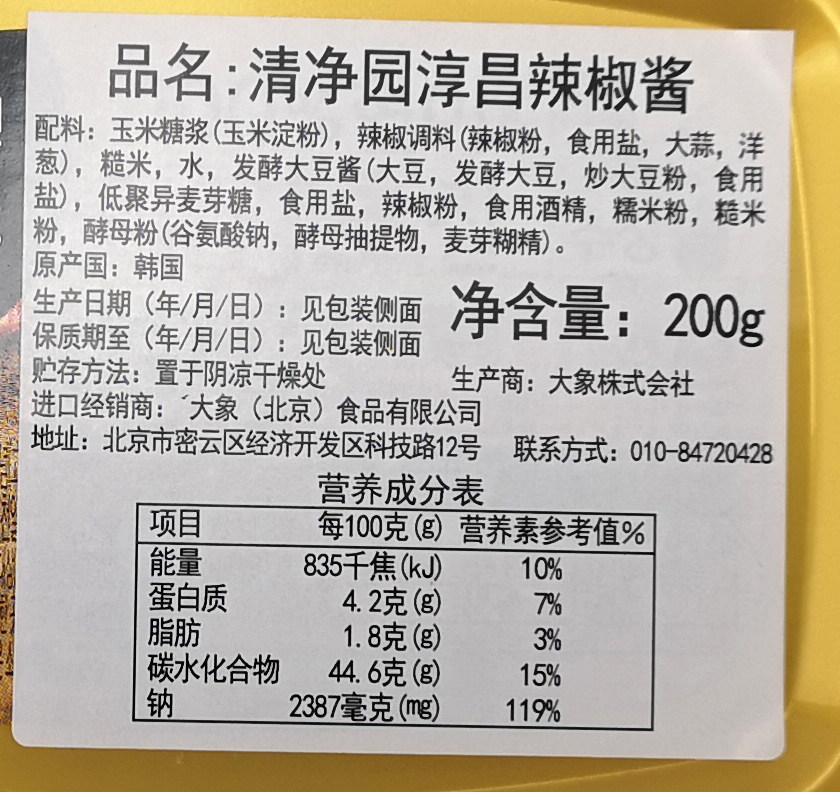 品名:清净园淳昌辣椒酱
配料：玉米糖浆(玉米淀粉)，辣椒调料(辣椒粉，食用盐，大蒜，洋
葱)，糙米，水，发酵大豆酱(大豆，发酵大豆，炒大豆粉，食用
盐)，低聚异麦芽糖，食用盐，辣椒粉，食用酒精，糯米粉，糙米
粉，酵母粉(谷氨酸钠，酵母抽提物，麦芽糊精)。
原产国：韩国
生产日期（年/月/日）：见包装侧面
净含量：200g
保质期至（年/月/日）：见包装侧面
贮存方法：置于阴凉干燥处
生产商：大象株式会社
进口经销商：大象（北京）食品有限公司
地址：北京市密云区经济开发区科技路12号 联系方式：010-84720428
营养成分表
项目 每100克(g) 营养素参考值%
能量 835千焦(kJ) 10%
蛋白质 4.2克(g) 7%
脂肪 1.8克(g) 3%
碳水化合物 44.6克(g) 15%
钠 2387毫克(mg) 119%